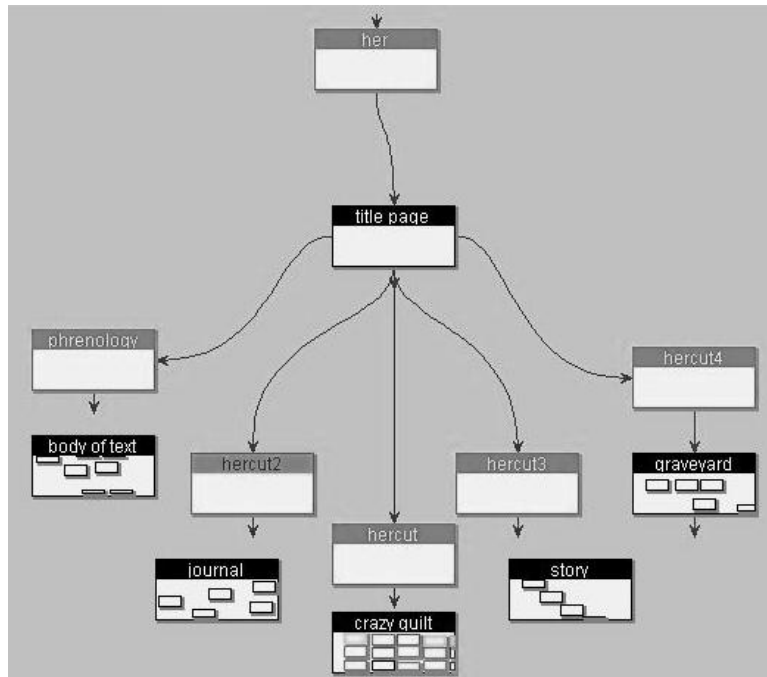 her
title page
phrenology
hercut4
body of text
hercut2
hercut3
graveyard
hercut
journal
story
crazy quilt